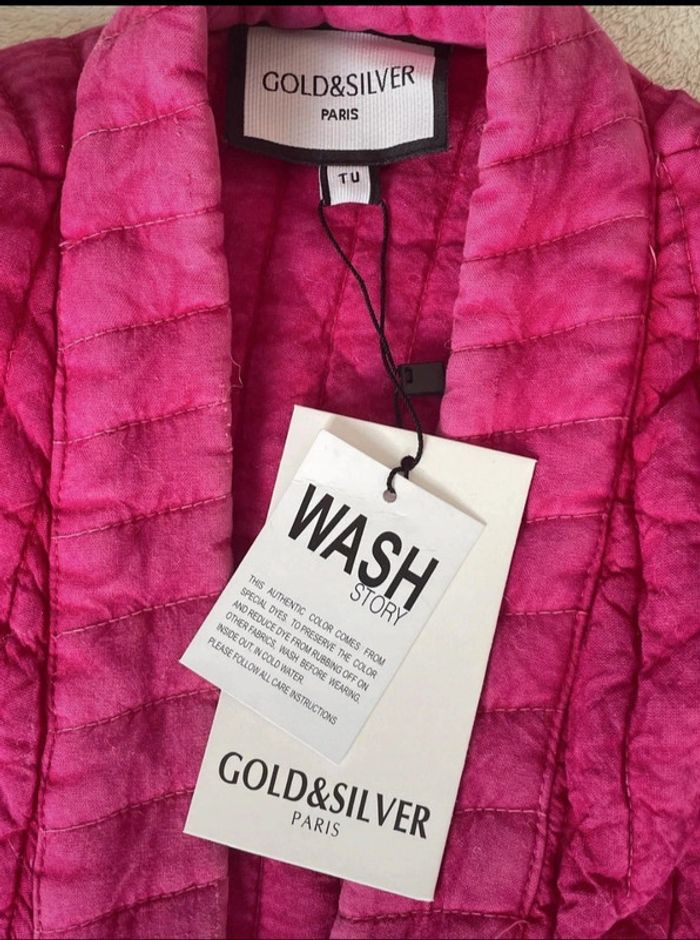 GOLD&SILVER
PARIS
TU
WASH
STORY
THIS AUTHENTIC COLOR COMES FROM
SPECIAL DYES. TO PRESERVE THE COLOR
AND REDUCE DYE FROM RUBBING OFF ON
OTHER FABRICS, WASH BEFORE WEARING.
INSIDE OUT, IN COLD WATER.
PLEASE FOLLOW ALL CARE INSTRUCTIONS
GOLD&SILVER
PARIS